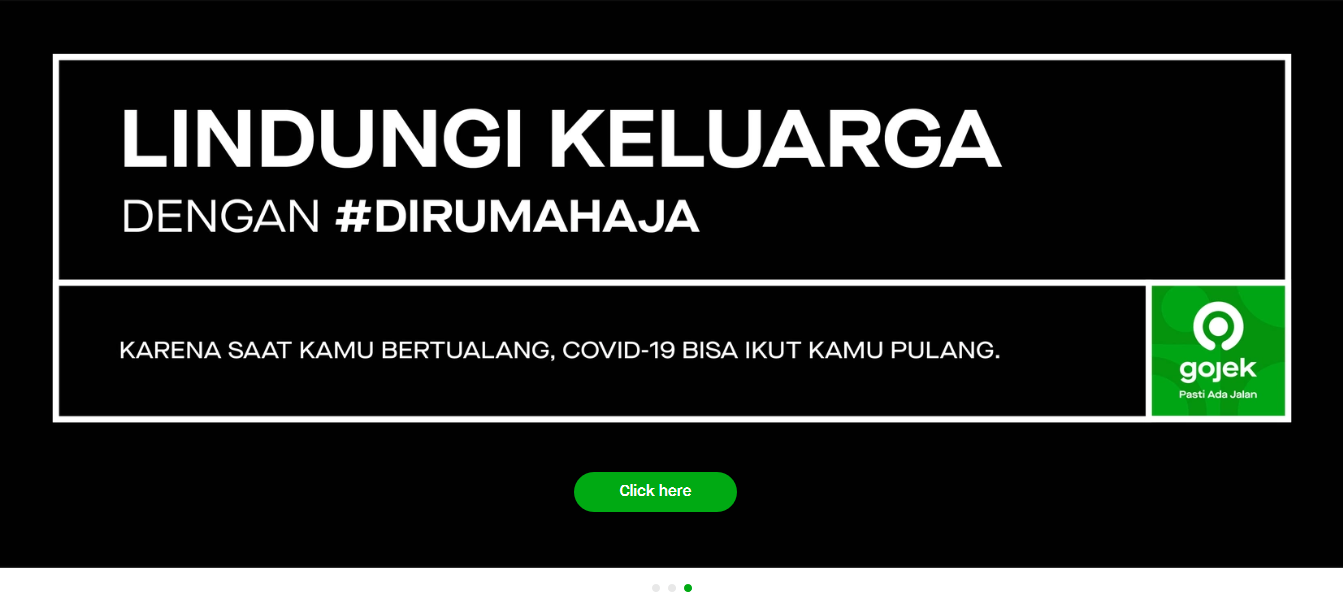 LINDUNGI KELUARGA
DENGAN #DIRUMAHAJA
KARENA SAAT KAMU BERTUALANG, COVID-19 BISA IKUT KAMU PULANG.
gojek
Pasti Ada Jalan
Click here